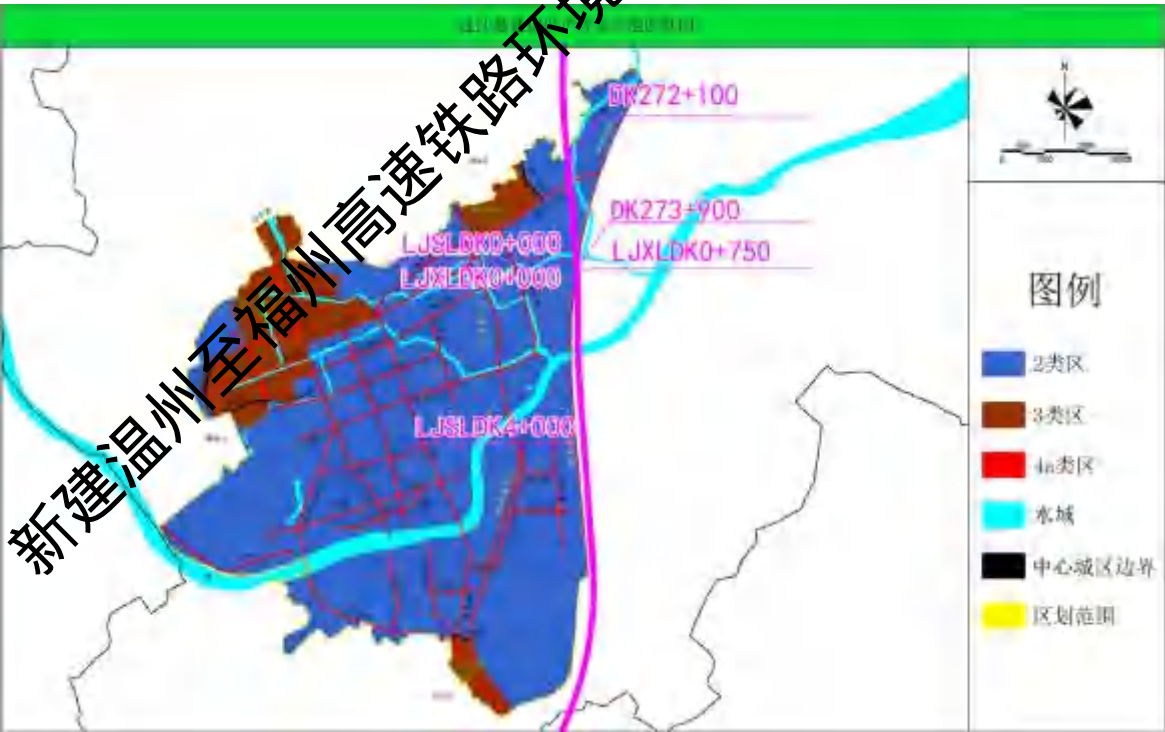 新建温州至福州高速铁路环境
DK272+100
DK273+900
LJSLDK0+000
LJXLDK0+750
LJXLDK0+000
LJSLDK4+000
N
图例
2类区
3类区
4a类区
水域
中心城区边界
区划范围